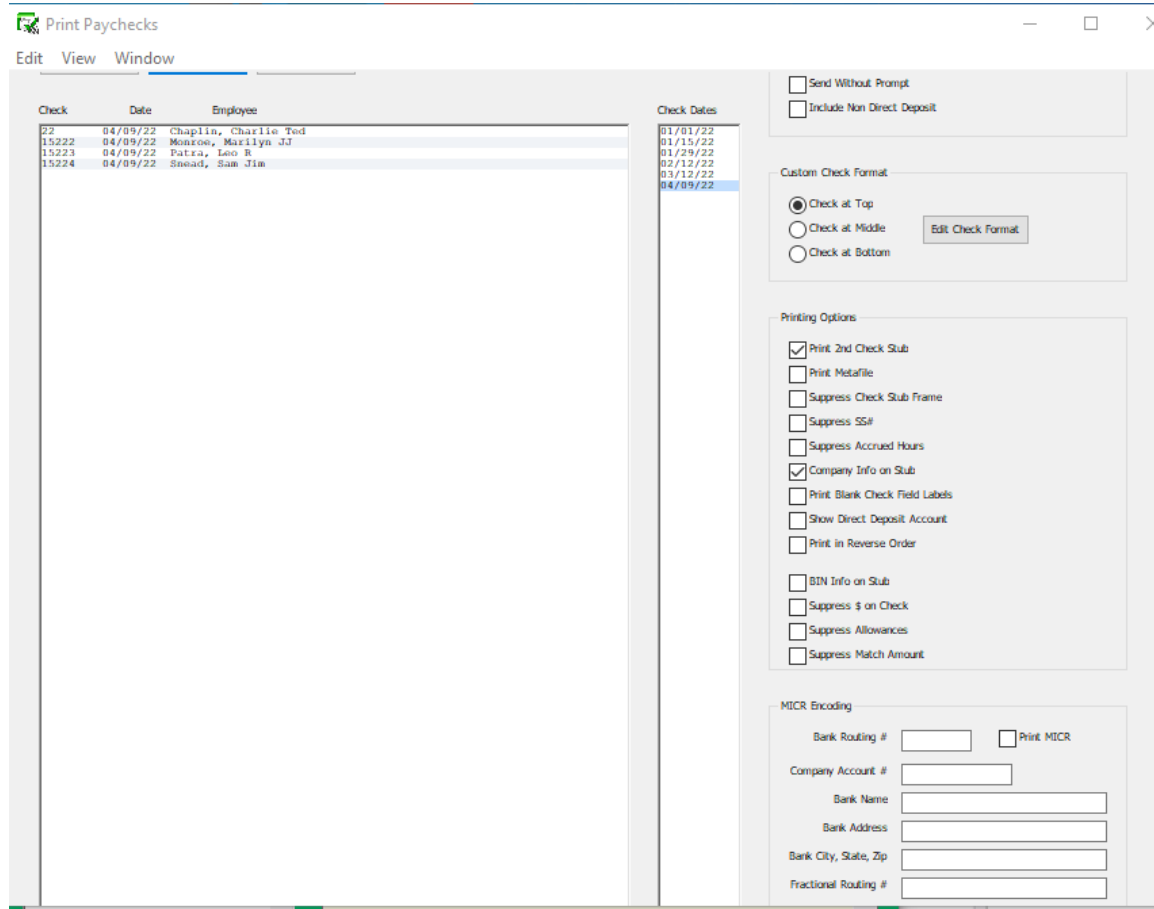 Print Paychecks
Edit View Window
Send Without Prompt
Include Non Direct Deposit
Check Date Employee
22 04/09/22 Chaplin, Charlie Ted
15222 04/09/22 Monroe, Marilyn JJ
15223 04/09/22 Patra, Leo R
15224 04/09/22 Snead, Sam Jim
Check Dates
01/01/22
01/15/22
01/29/22
02/12/22
03/12/22
04/09/22
Custom Check Format
Check at Top
Check at Middle
Edit Check Format
Check at Bottom
Printing Options
Print 2nd Check Stub
Print Metafile
Suppress Check Stub Frame
Suppress SS#
Suppress Accrued Hours
Company Info on Stub
Print Blank Check Field Labels
Show Direct Deposit Account
Print in Reverse Order
BIN Info on Stub
Suppress $ on Check
Suppress Allowances
Suppress Match Amount
MICR Encoding
Bank Routing # Print MICR
Company Account #
Bank Name
Bank Address
Bank City, State, Zip
Fractional Routing #